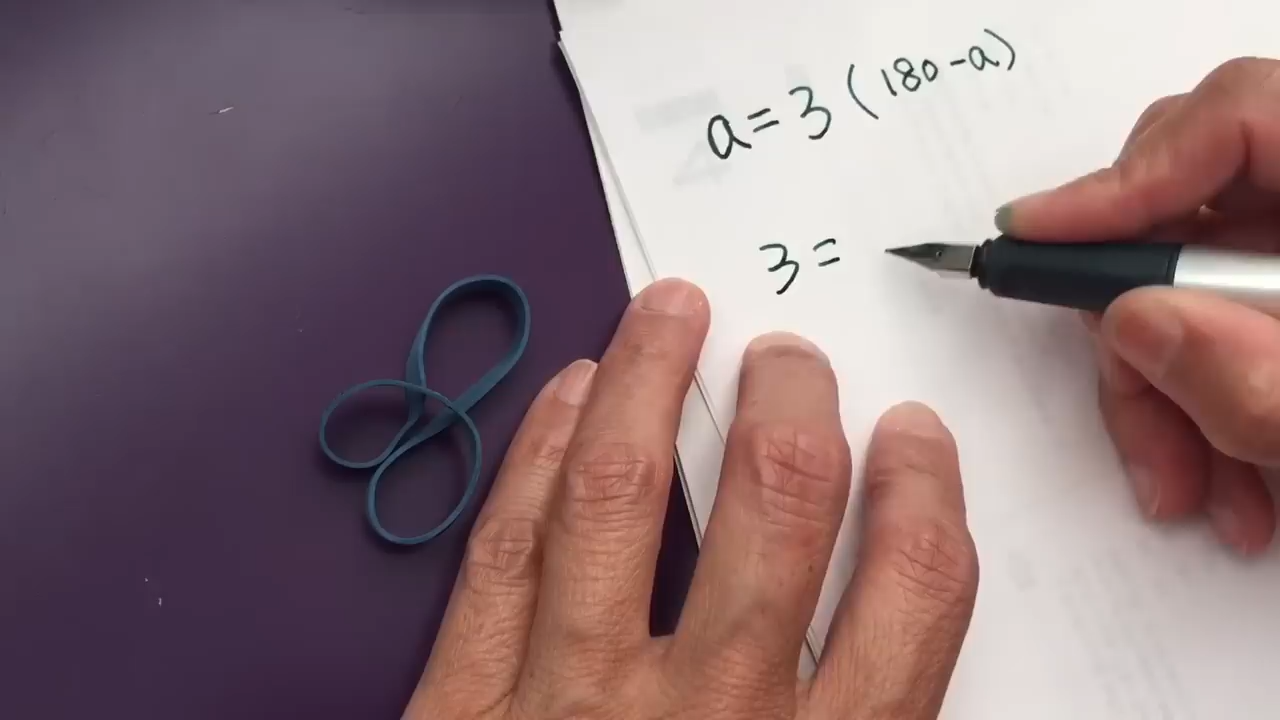 a = 3 (180 - a)
3 =